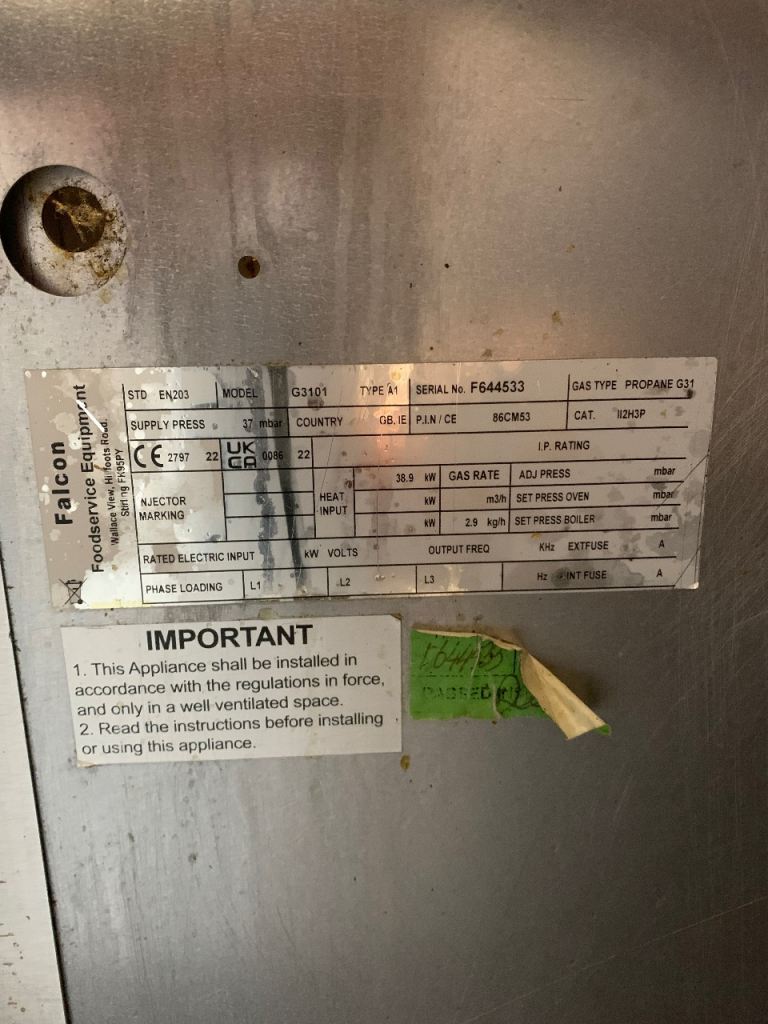 Falcon
Foodservice Equipment
Wallace View, Hillfoots Road.
Stirling FK95PY
STD EN203 MODEL G3101 TYPE A1 SERIAL No. F644533 GAS TYPE PROPANE G31
SUPPLY PRESS 37 mbar COUNTRY GB, IE P.I.N / CE 86CM53 CAT. II2H3P
CE 2797 22 UKCA 0086 22 I.P. RATING
NJECTOR
MARKING
HEAT
INPUT
38.9 kW GAS RATE ADJ PRESS mbar
kW m3/h SET PRESS OVEN mbar
kW 2.9 kg/h SET PRESS BOILER mbar
RATED ELECTRIC INPUT kW VOLTS OUTPUT FREQ KHz EXTFUSE A
PHASE LOADING L1 L2 L3 Hz INT FUSE A
IMPORTANT
1. This Appliance shall be installed in
accordance with the regulations in force,
and only in a well ventilated space.
2. Read the instructions before installing
or using this appliance.
PASSED